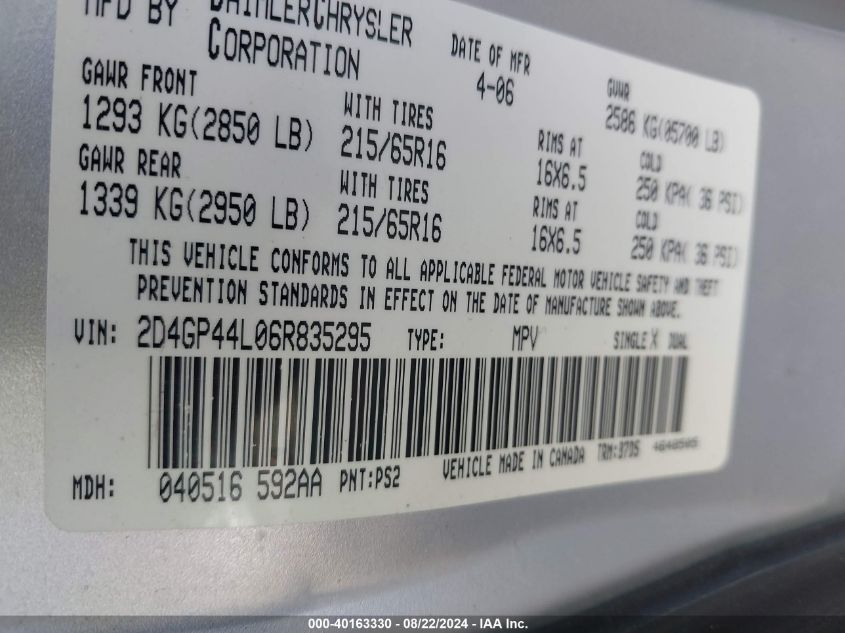 MFD BY DAIMLERCHRYSLER CORPORATION
DATE OF MFR 4-06
GVWR 2586 KG(05700 LB)
GAWR FRONT
1293 KG(2850 LB)
WITH TIRES
215/65R16
RIMS AT
16X6.5
COLD
250 KPA( 36 PSI)
GAWR REAR
1339 KG(2950 LB)
WITH TIRES
215/65R16
RIMS AT
16X6.5
COLD
250 KPA( 36 PSI)
THIS VEHICLE CONFORMS TO ALL APPLICABLE FEDERAL MOTOR VEHICLE SAFETY AND THEFT
PREVENTION STANDARDS IN EFFECT ON THE DATE OF MANUFACTURE SHOWN ABOVE.
VIN: 2D4GP44L06R835295 TYPE: MPV SINGLE X DUAL
MDH: 040516 592AA PNT:PS2 VEHICLE MADE IN CANADA
000-40163330 - 08/22/2024 - IAA Inc.